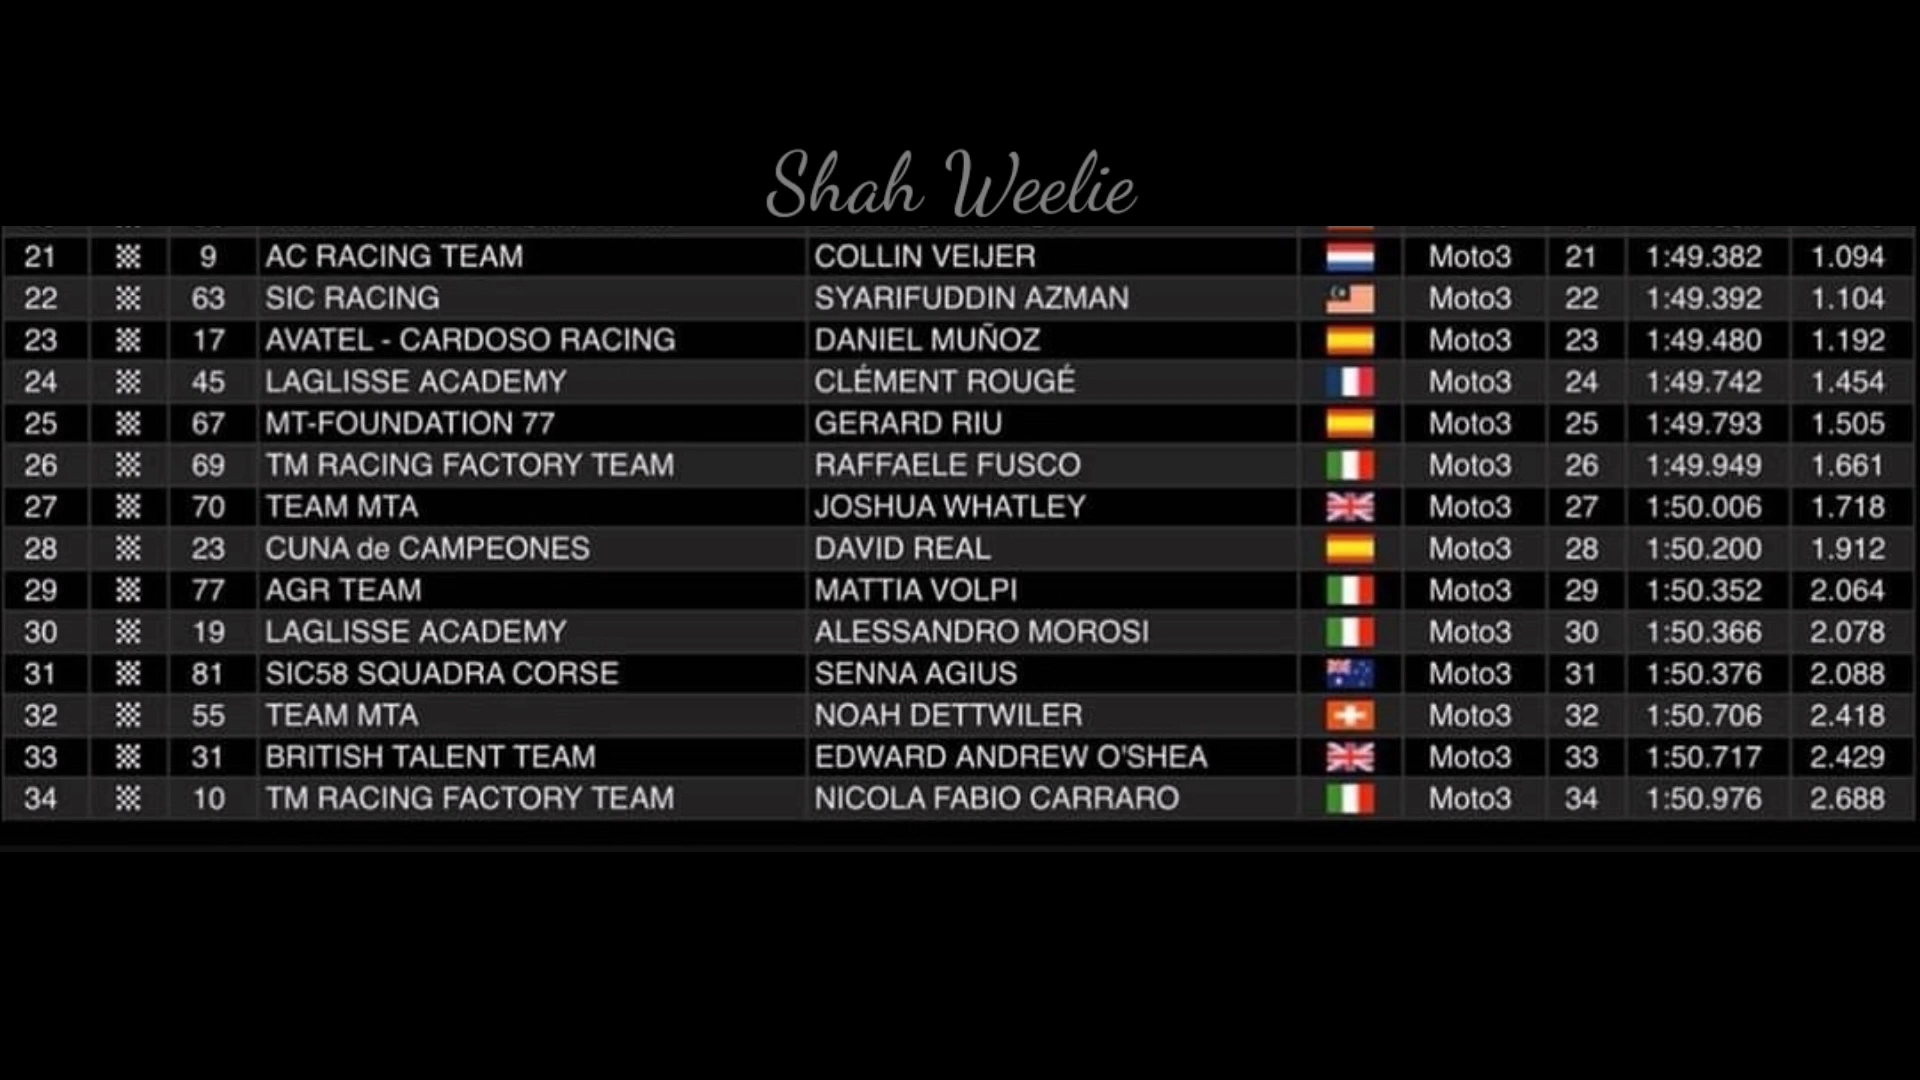 Shah Weelie
21 9 AC RACING TEAM COLLIN VEIJER Moto3 21 1:49.382 1.094
22 63 SIC RACING SYARIFUDDIN AZMAN Moto3 22 1:49.392 1.104
23 17 AVATEL - CARDOSO RACING DANIEL MUÑOZ Moto3 23 1:49.480 1.192
24 45 LAGLISSE ACADEMY CLÉMENT ROUGÉ Moto3 24 1:49.742 1.454
25 67 MT-FOUNDATION 77 GERARD RIU Moto3 25 1:49.793 1.505
26 69 TM RACING FACTORY TEAM RAFFAELE FUSCO Moto3 26 1:49.949 1.661
27 70 TEAM MTA JOSHUA WHATLEY Moto3 27 1:50.006 1.718
28 23 CUNA de CAMPEONES DAVID REAL Moto3 28 1:50.200 1.912
29 77 AGR TEAM MATTIA VOLPI Moto3 29 1:50.352 2.064
30 19 LAGLISSE ACADEMY ALESSANDRO MOROSI Moto3 30 1:50.366 2.078
31 81 SIC58 SQUADRA CORSE SENNA AGIUS Moto3 31 1:50.376 2.088
32 55 TEAM MTA NOAH DETTWILER Moto3 32 1:50.706 2.418
33 31 BRITISH TALENT TEAM EDWARD ANDREW O'SHEA Moto3 33 1:50.717 2.429
34 10 TM RACING FACTORY TEAM NICOLA FABIO CARRARO Moto3 34 1:50.976 2.688